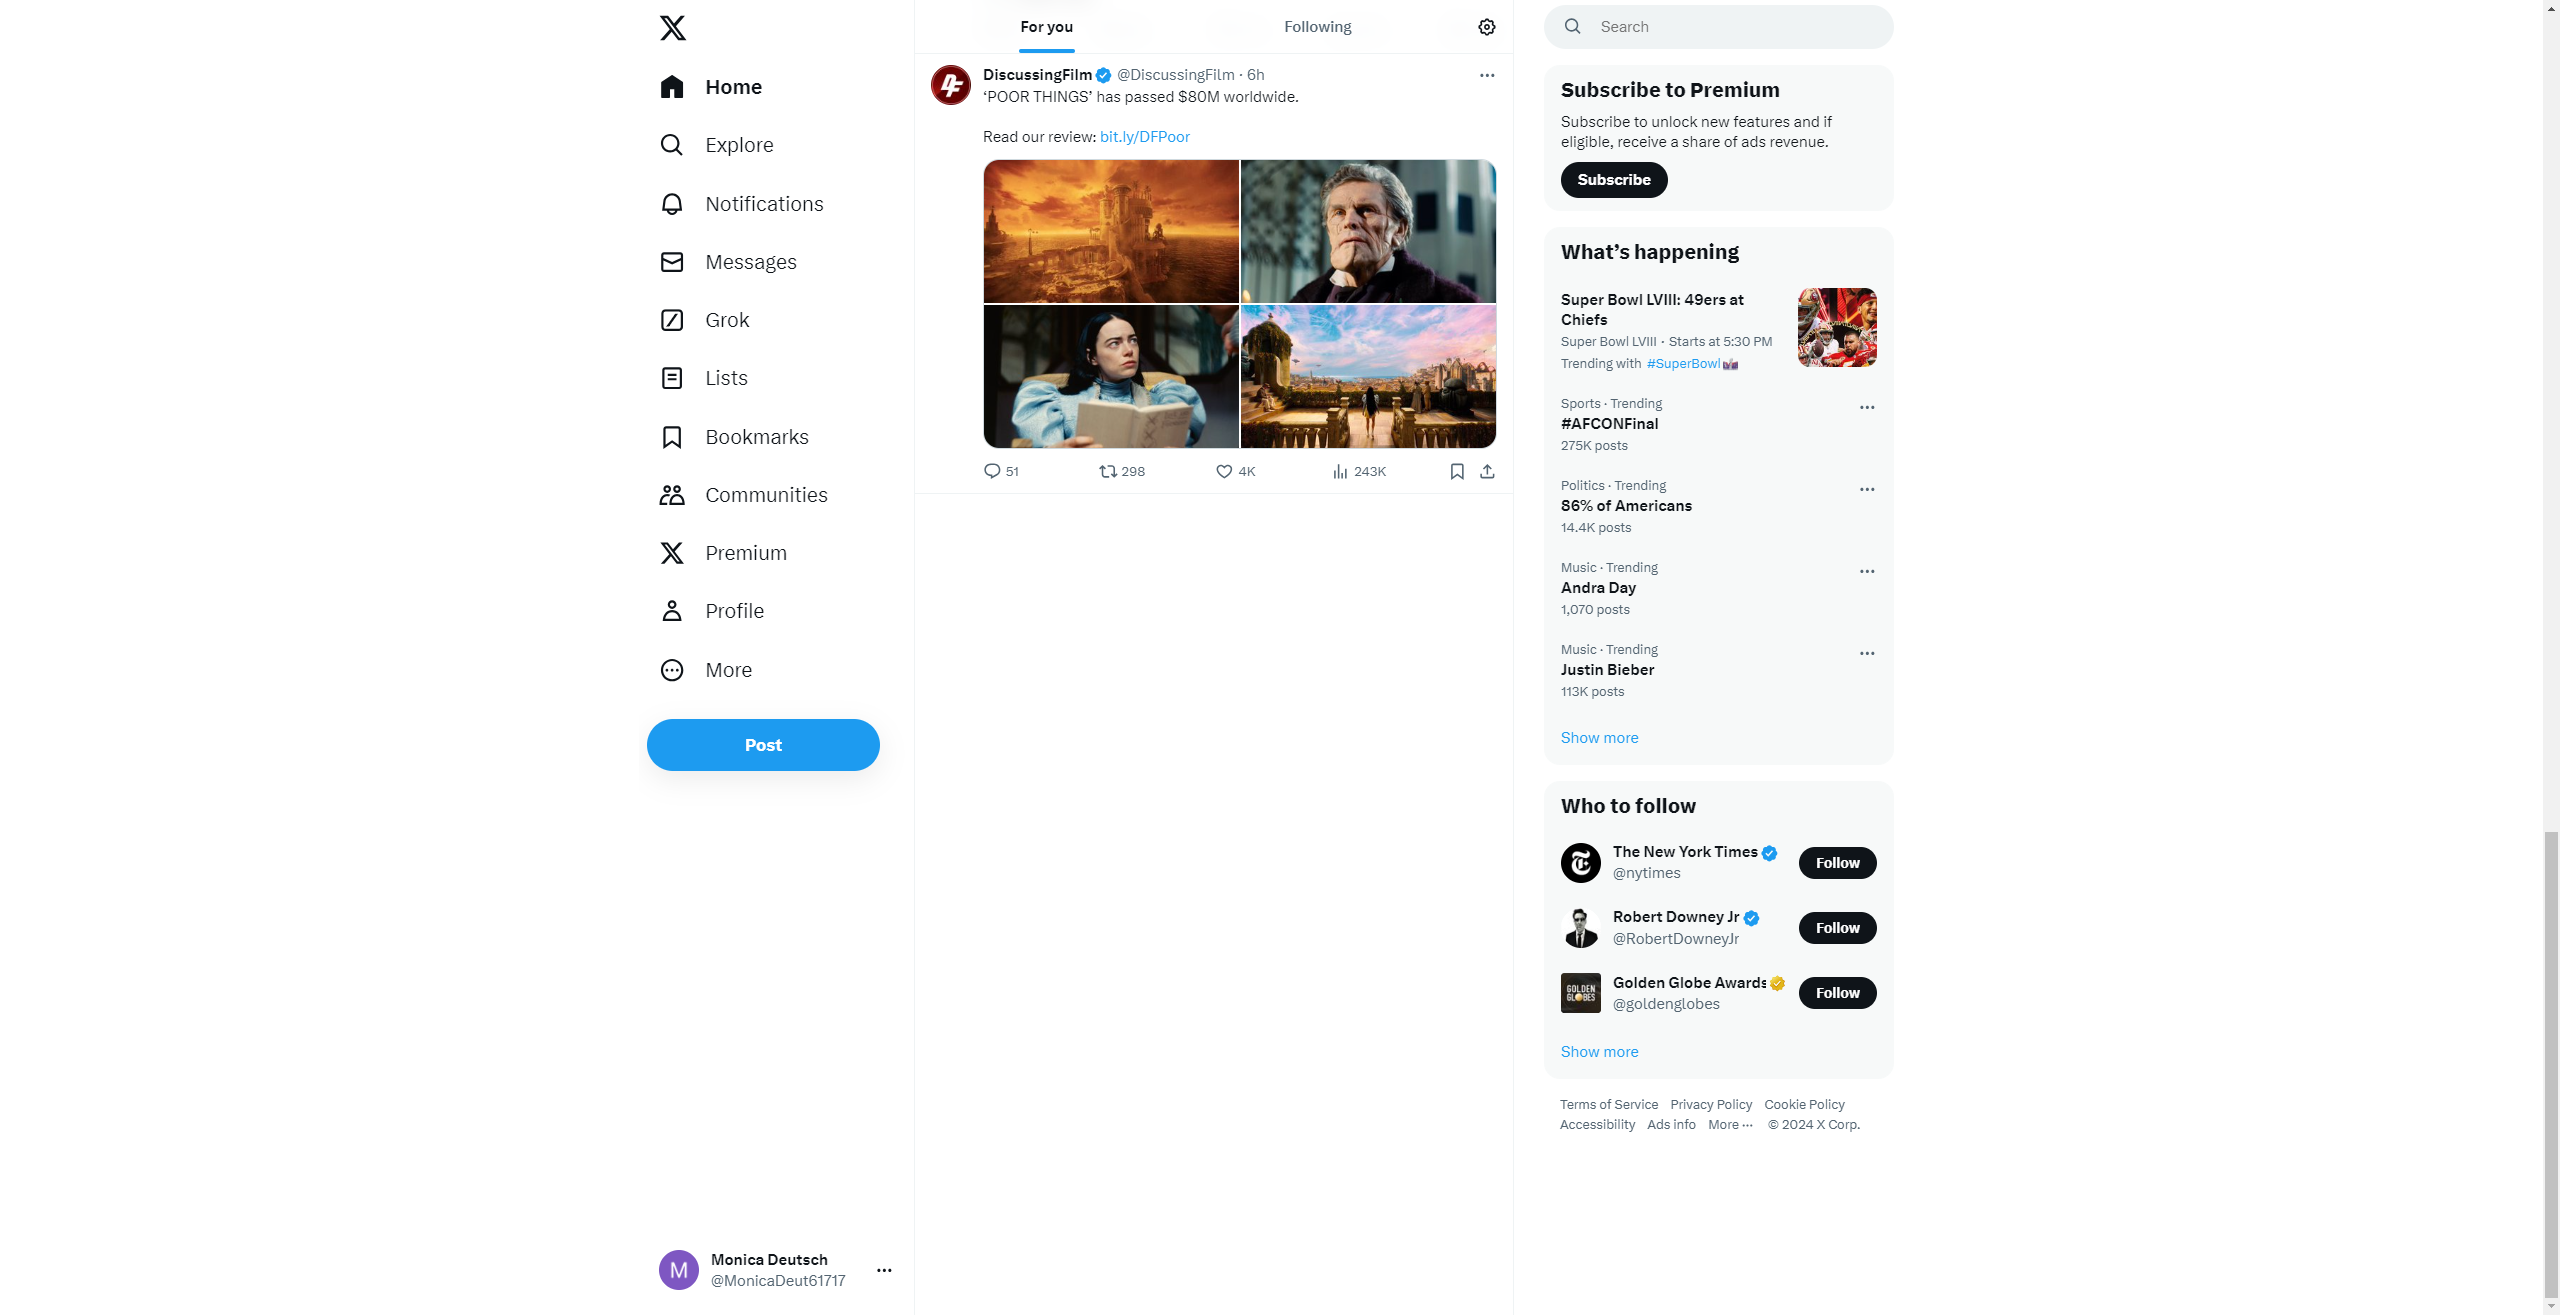 Home
Explore
Notifications
Messages
Grok
Lists
Bookmarks
Communities
Premium
Profile
More
Post
Monica Deutsch
@MonicaDeut61717
M
For you
Following
DiscussingFilm @DiscussingFilm · 6h
‘POOR THINGS’ has passed $80M worldwide.
Read our review: bit.ly/DFPoor
51
298
4K
243K
Search
Subscribe to Premium
Subscribe to unlock new features and if
eligible, receive a share of ads revenue.
Subscribe
What’s happening
Super Bowl LVIII: 49ers at
Chiefs
Super Bowl LVIII · Starts at 5:30 PM
Trending with #SuperBowl
Sports · Trending
#AFCONFinal
275K posts
Politics · Trending
86% of Americans
14.4K posts
Music · Trending
Andra Day
1,070 posts
Music · Trending
Justin Bieber
113K posts
Show more
Who to follow
The New York Times
@nytimes
Follow
Robert Downey Jr
@RobertDowneyJr
Follow
GOLDEN
GLOBES
Golden Globe Awards
@goldenglobes
Follow
Show more
Terms of Service Privacy Policy Cookie Policy
Accessibility Ads info More ··· © 2024 X Corp.